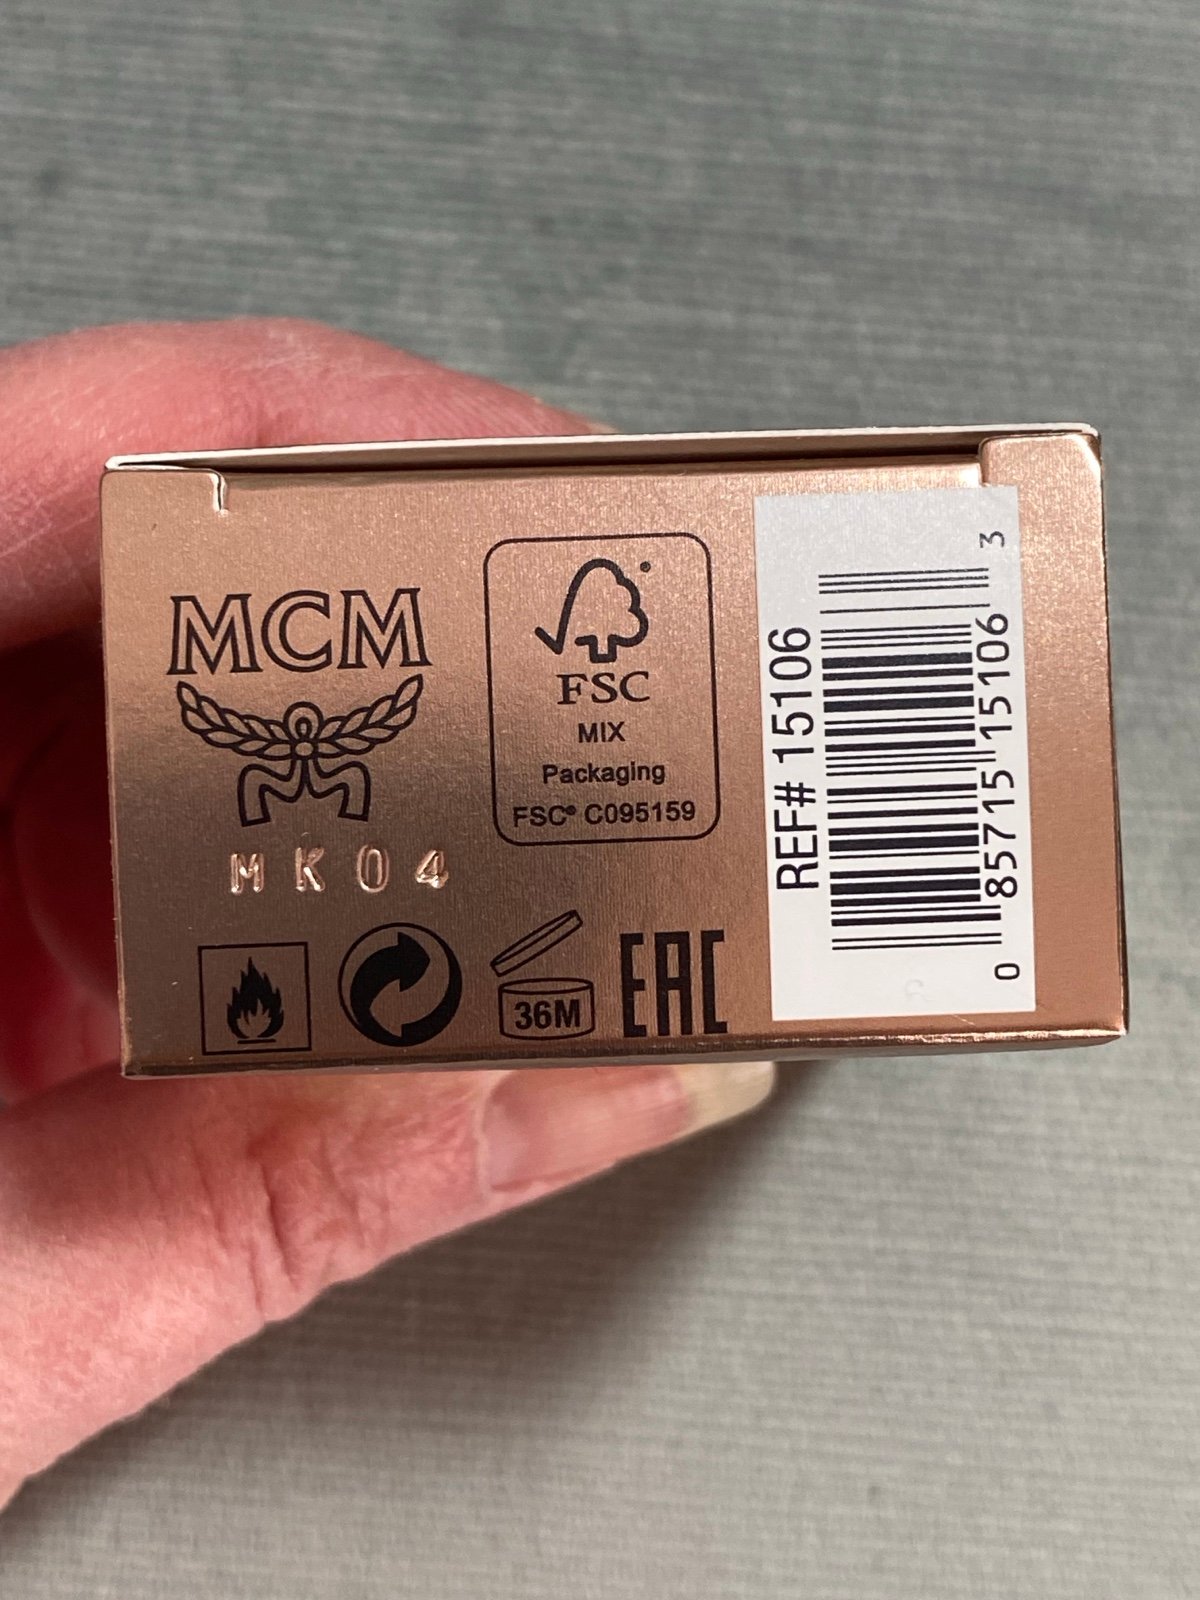 MCM
MK04
FSC
MIX
Packaging
FSC® C095159
36M
EAC
REF# 15106
0 85715 15106 3